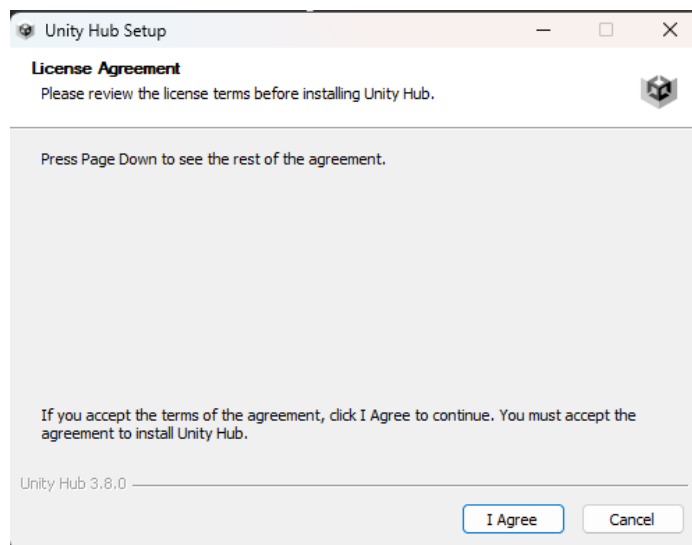 Unity Hub Setup
License Agreement
Please review the license terms before installing Unity Hub.
Press Page Down to see the rest of the agreement.
If you accept the terms of the agreement, click I Agree to continue. You must accept the
agreement to install Unity Hub.
Unity Hub 3.8.0
I Agree Cancel